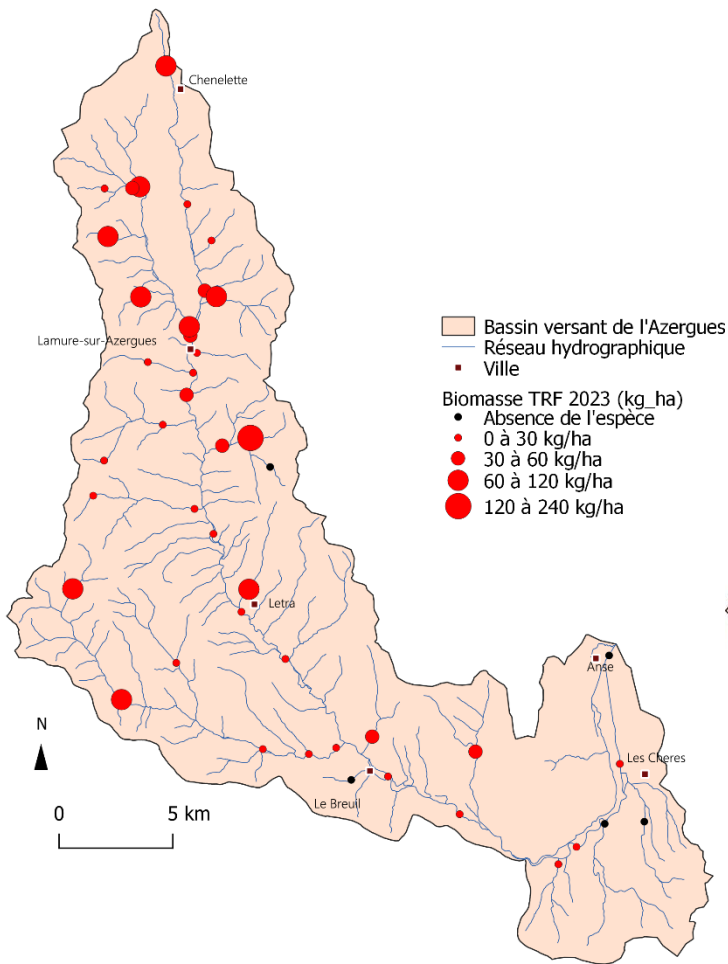 Chenelette
Lamure-sur-Azergues
Bassin versant de l'Azergues
Réseau hydrographique
Ville
Biomasse TRF 2023 (kg_ha)
Absence de l'espèce
0 à 30 kg/ha
30 à 60 kg/ha
60 à 120 kg/ha
120 à 240 kg/ha
Letra
Anse
N
Les Cheres
0 5 km
Le Breuil